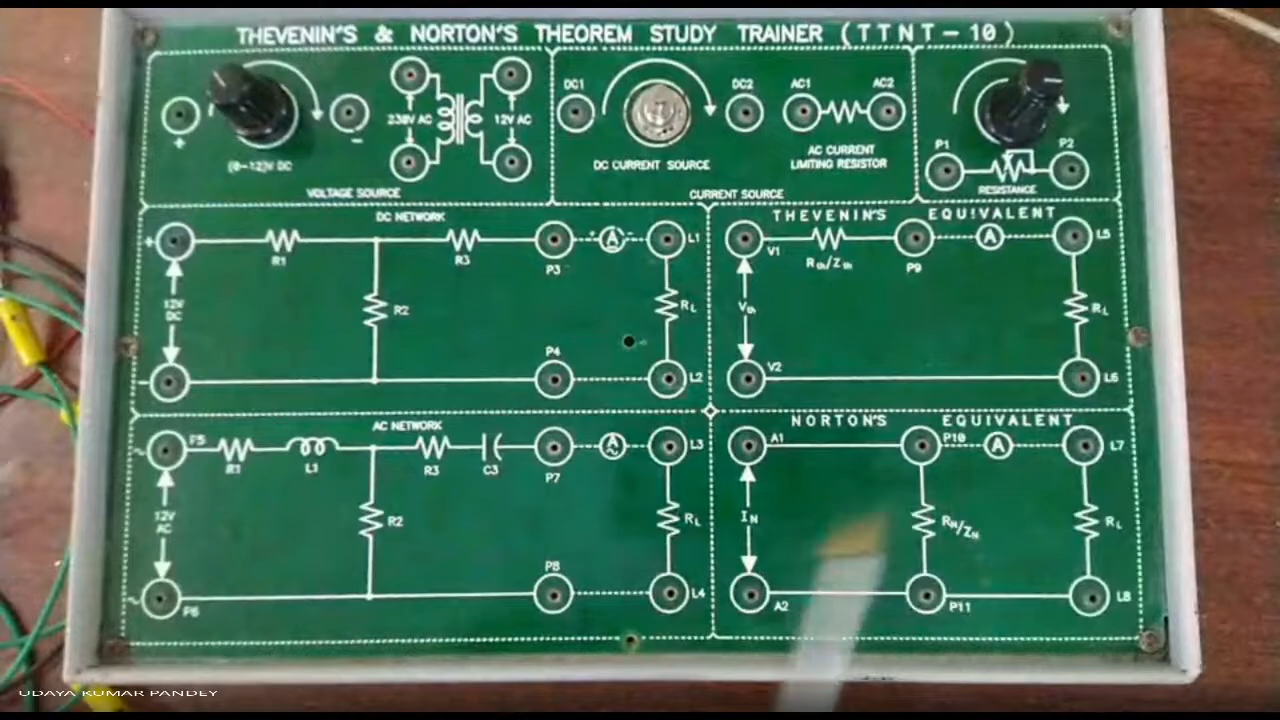 THEVENIN'S & NORTON'S THEOREM STUDY TRAINER (TTNT-10)
+ (0-12)V DC -
230V AC 12V AC
VOLTAGE SOURCE
DC1 DC2 AC1 AC2
DC CURRENT SOURCE
AC CURRENT
LIMITING RESISTOR
CURRENT SOURCE
P1 P2
RESISTANCE
DC NETWORK
+ R1 R3 P3 + A - L1
12V
DC
R2 RL
P4 L2
-
THEVENIN'S EQUIVALENT
V1 Rth/Zth P9 A L5
Vth RL
V2 L6
AC NETWORK
~ P5 R1 L1 R3 C3 P7 A ~ L3
12V
AC
R2 RL
P8 L4
~ P6
NORTON'S EQUIVALENT
A1 P10 A L7
IN RN/ZN RL
A2 P11 L8
UDAYA KUMAR PANDEY